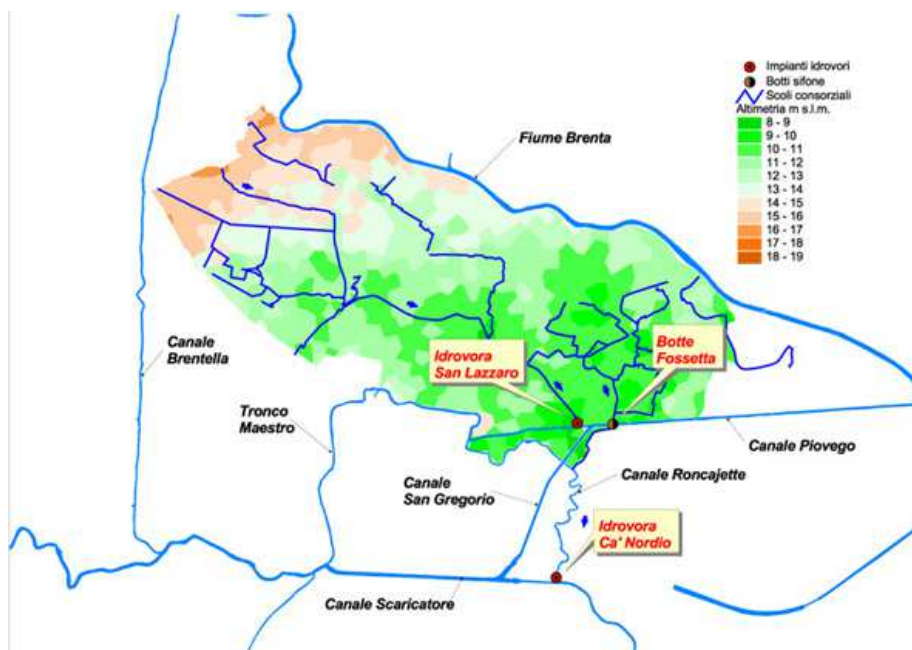 Impianti Idrovori
Botti sifone
Scoli consorziali
Altimetria m s.l.m.
8 - 9
9 - 10
10 - 11
11 - 12
12 - 13
13 - 14
14 - 15
15 - 16
16 - 17
17 - 18
18 - 19
Fiume Brenta
Canale
Brentella
Idrovora
San Lazzaro
Botte
Fossetta
Tronco
Maestro
Canale Piovego
Canale
San Gregorio
Canale Roncajette
Idrovora
Ca' Nordio
Canale Scaricatore